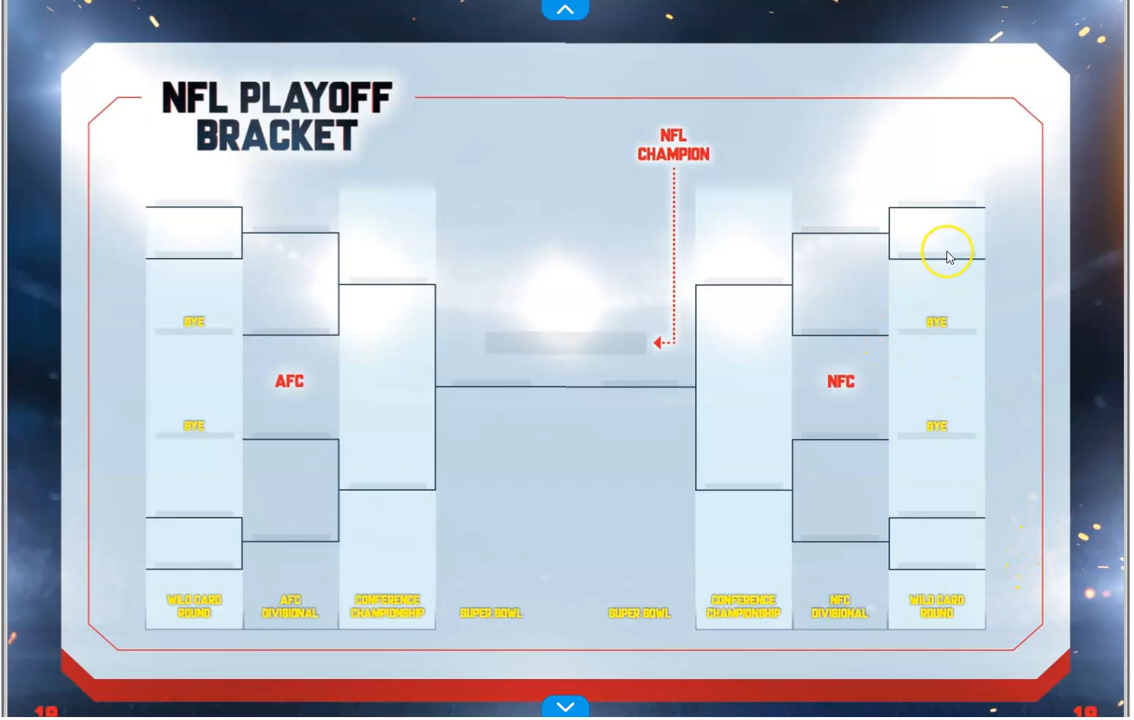 NFL PLAYOFF
BRACKET
NFL
CHAMPION
BYE
BYE
AFC
NFC
BYE
BYE
WILD CARD
ROUND
AFC
DIVISIONAL
CONFERENCE
CHAMPIONSHIP
SUPER BOWL
SUPER BOWL
CONFERENCE
CHAMPIONSHIP
NFC
DIVISIONAL
WILD CARD
ROUND